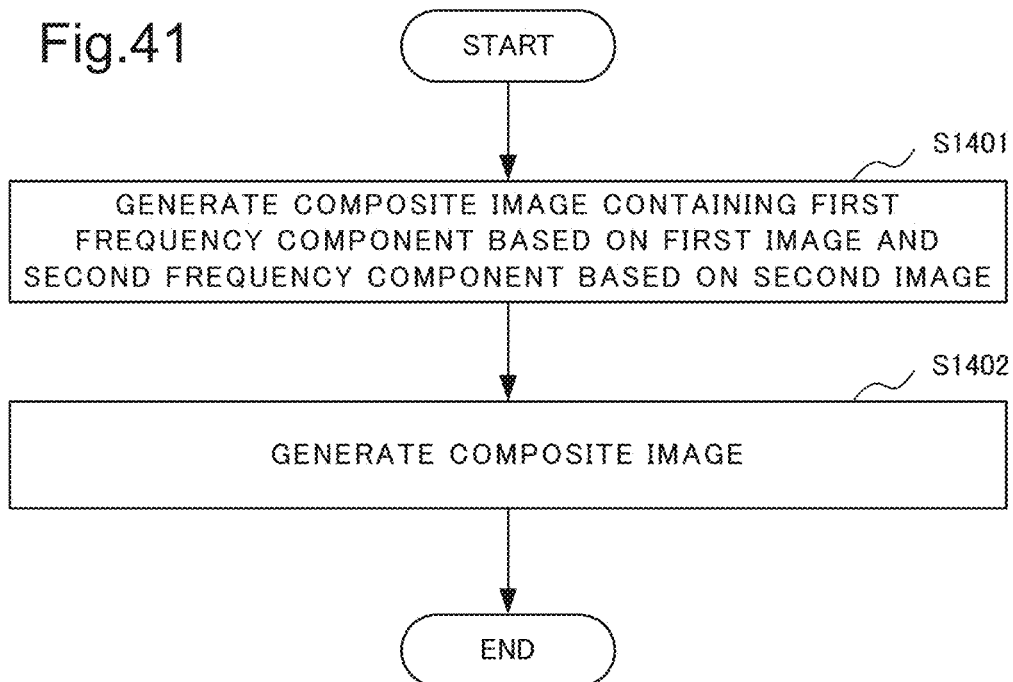 Fig.41
START
S1401
GENERATE COMPOSITE IMAGE CONTAINING FIRST
FREQUENCY COMPONENT BASED ON FIRST IMAGE AND
SECOND FREQUENCY COMPONENT BASED ON SECOND IMAGE
S1402
GENERATE COMPOSITE IMAGE
END